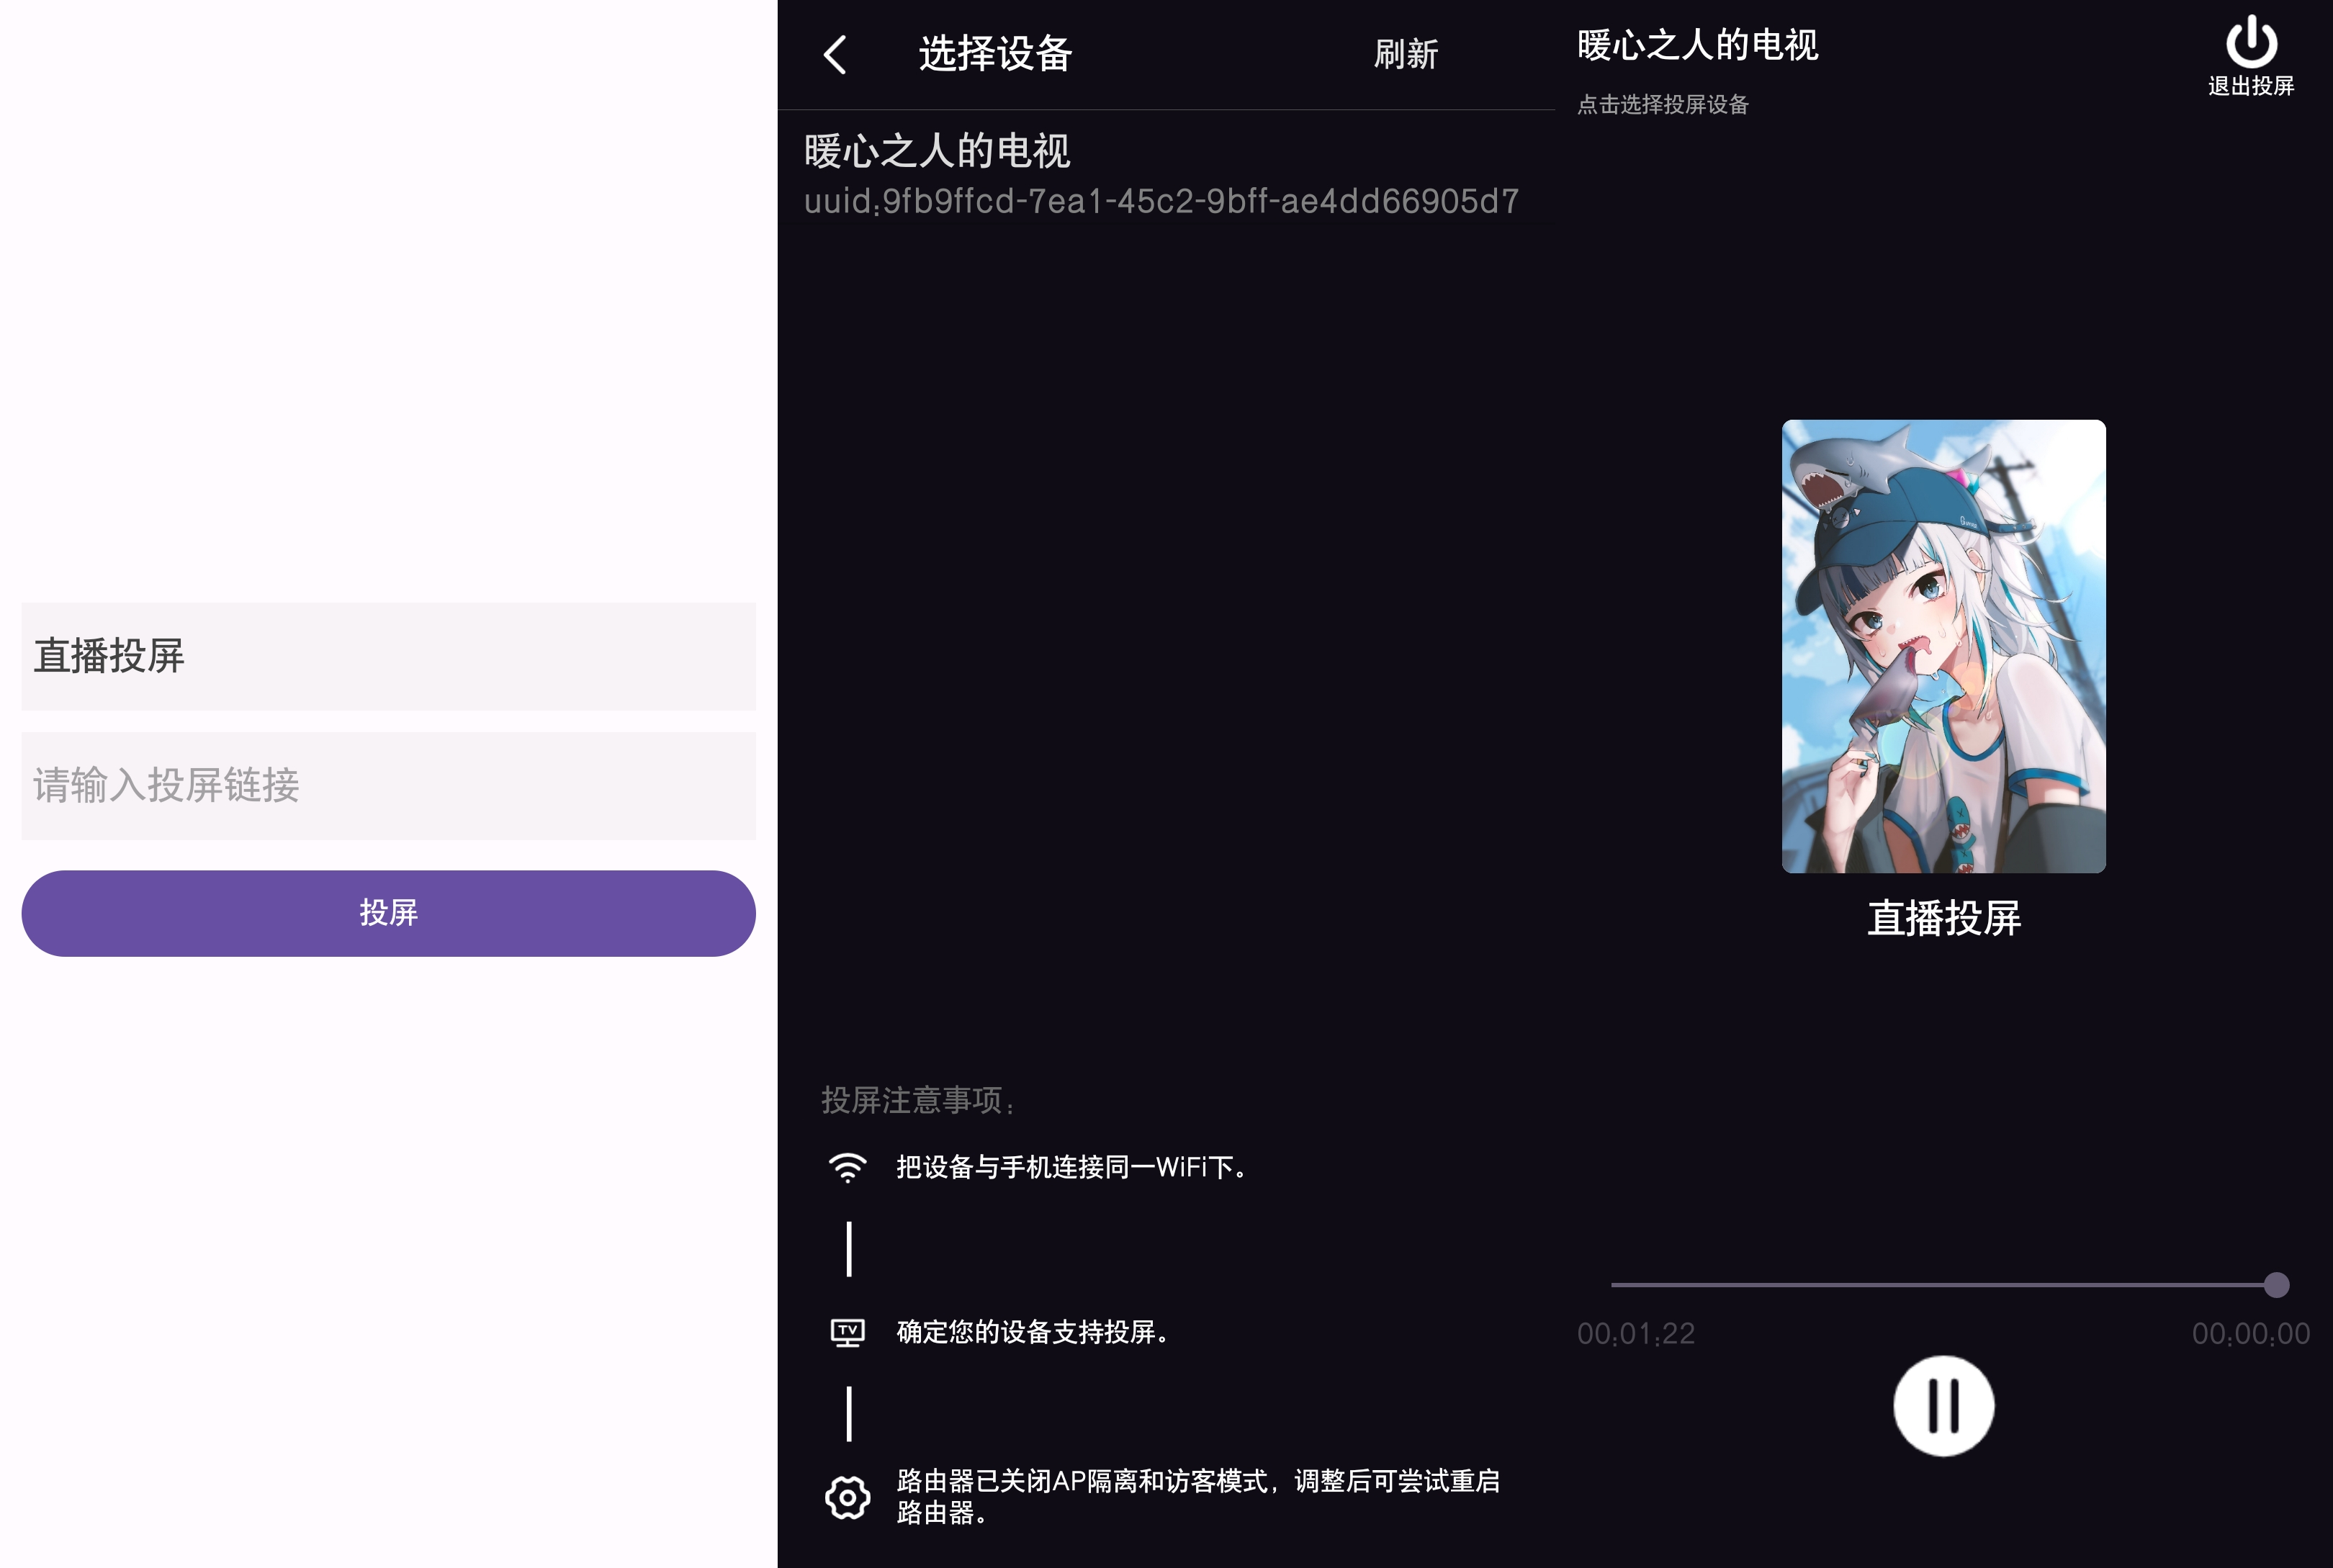 直播投屏
请输入投屏链接
投屏
选择设备
刷新
暖心之人的电视
uuid:9fb9ffcd-7ea1-45c2-9bff-ae4dd66905d7
投屏注意事项：
把设备与手机连接同一WiFi下。
TV
确定您的设备支持投屏。
路由器已关闭AP隔离和访客模式，调整后可尝试重启
路由器。
暖心之人的电视
退出投屏
点击选择投屏设备
直播投屏
00:01:22
00:00:00